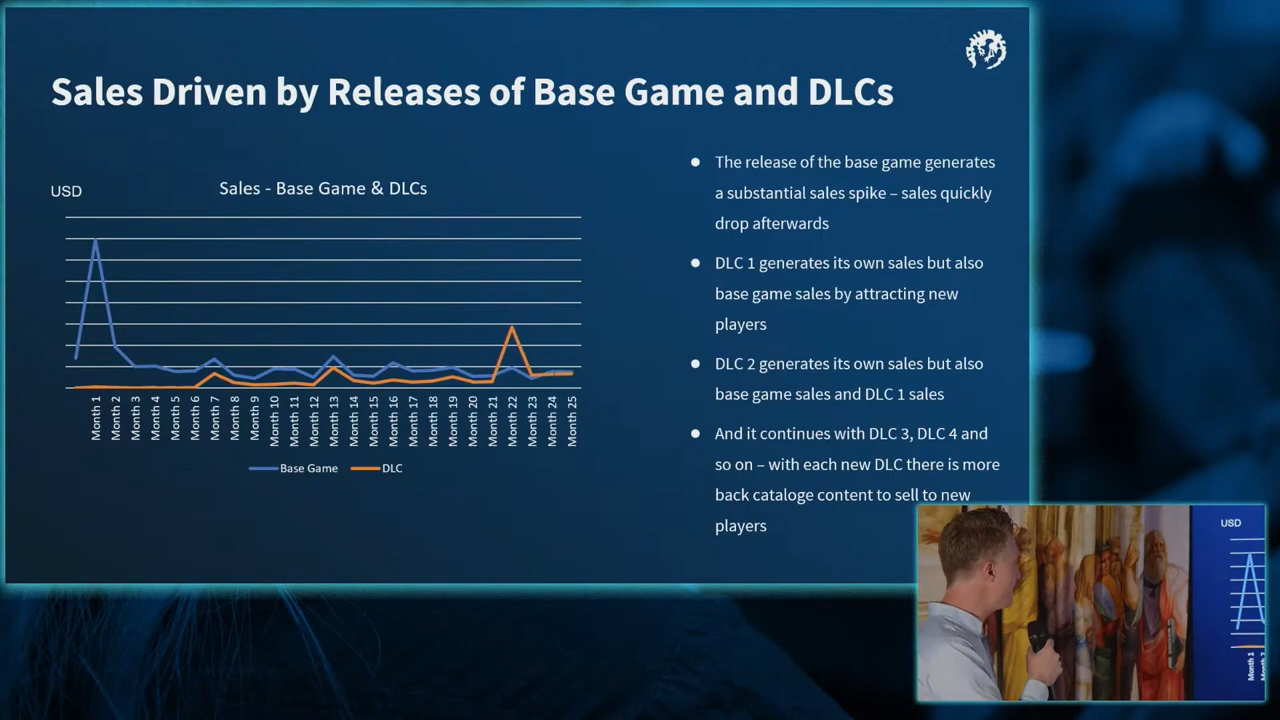 Sales Driven by Releases of Base Game and DLCs
USD
Sales - Base Game & DLCs
Month 1
Month 2
Month 3
Month 4
Month 5
Month 6
Month 7
Month 8
Month 9
Month 10
Month 11
Month 12
Month 13
Month 14
Month 15
Month 16
Month 17
Month 18
Month 19
Month 20
Month 21
Month 22
Month 23
Month 24
Month 25
Base Game
DLC
● The release of the base game generates
a substantial sales spike – sales quickly
drop afterwards
● DLC 1 generates its own sales but also
base game sales by attracting new
players
● DLC 2 generates its own sales but also
base game sales and DLC 1 sales
● And it continues with DLC 3, DLC 4 and
so on – with each new DLC there is more
back cataloge content to sell to new
players
USD
Month 1